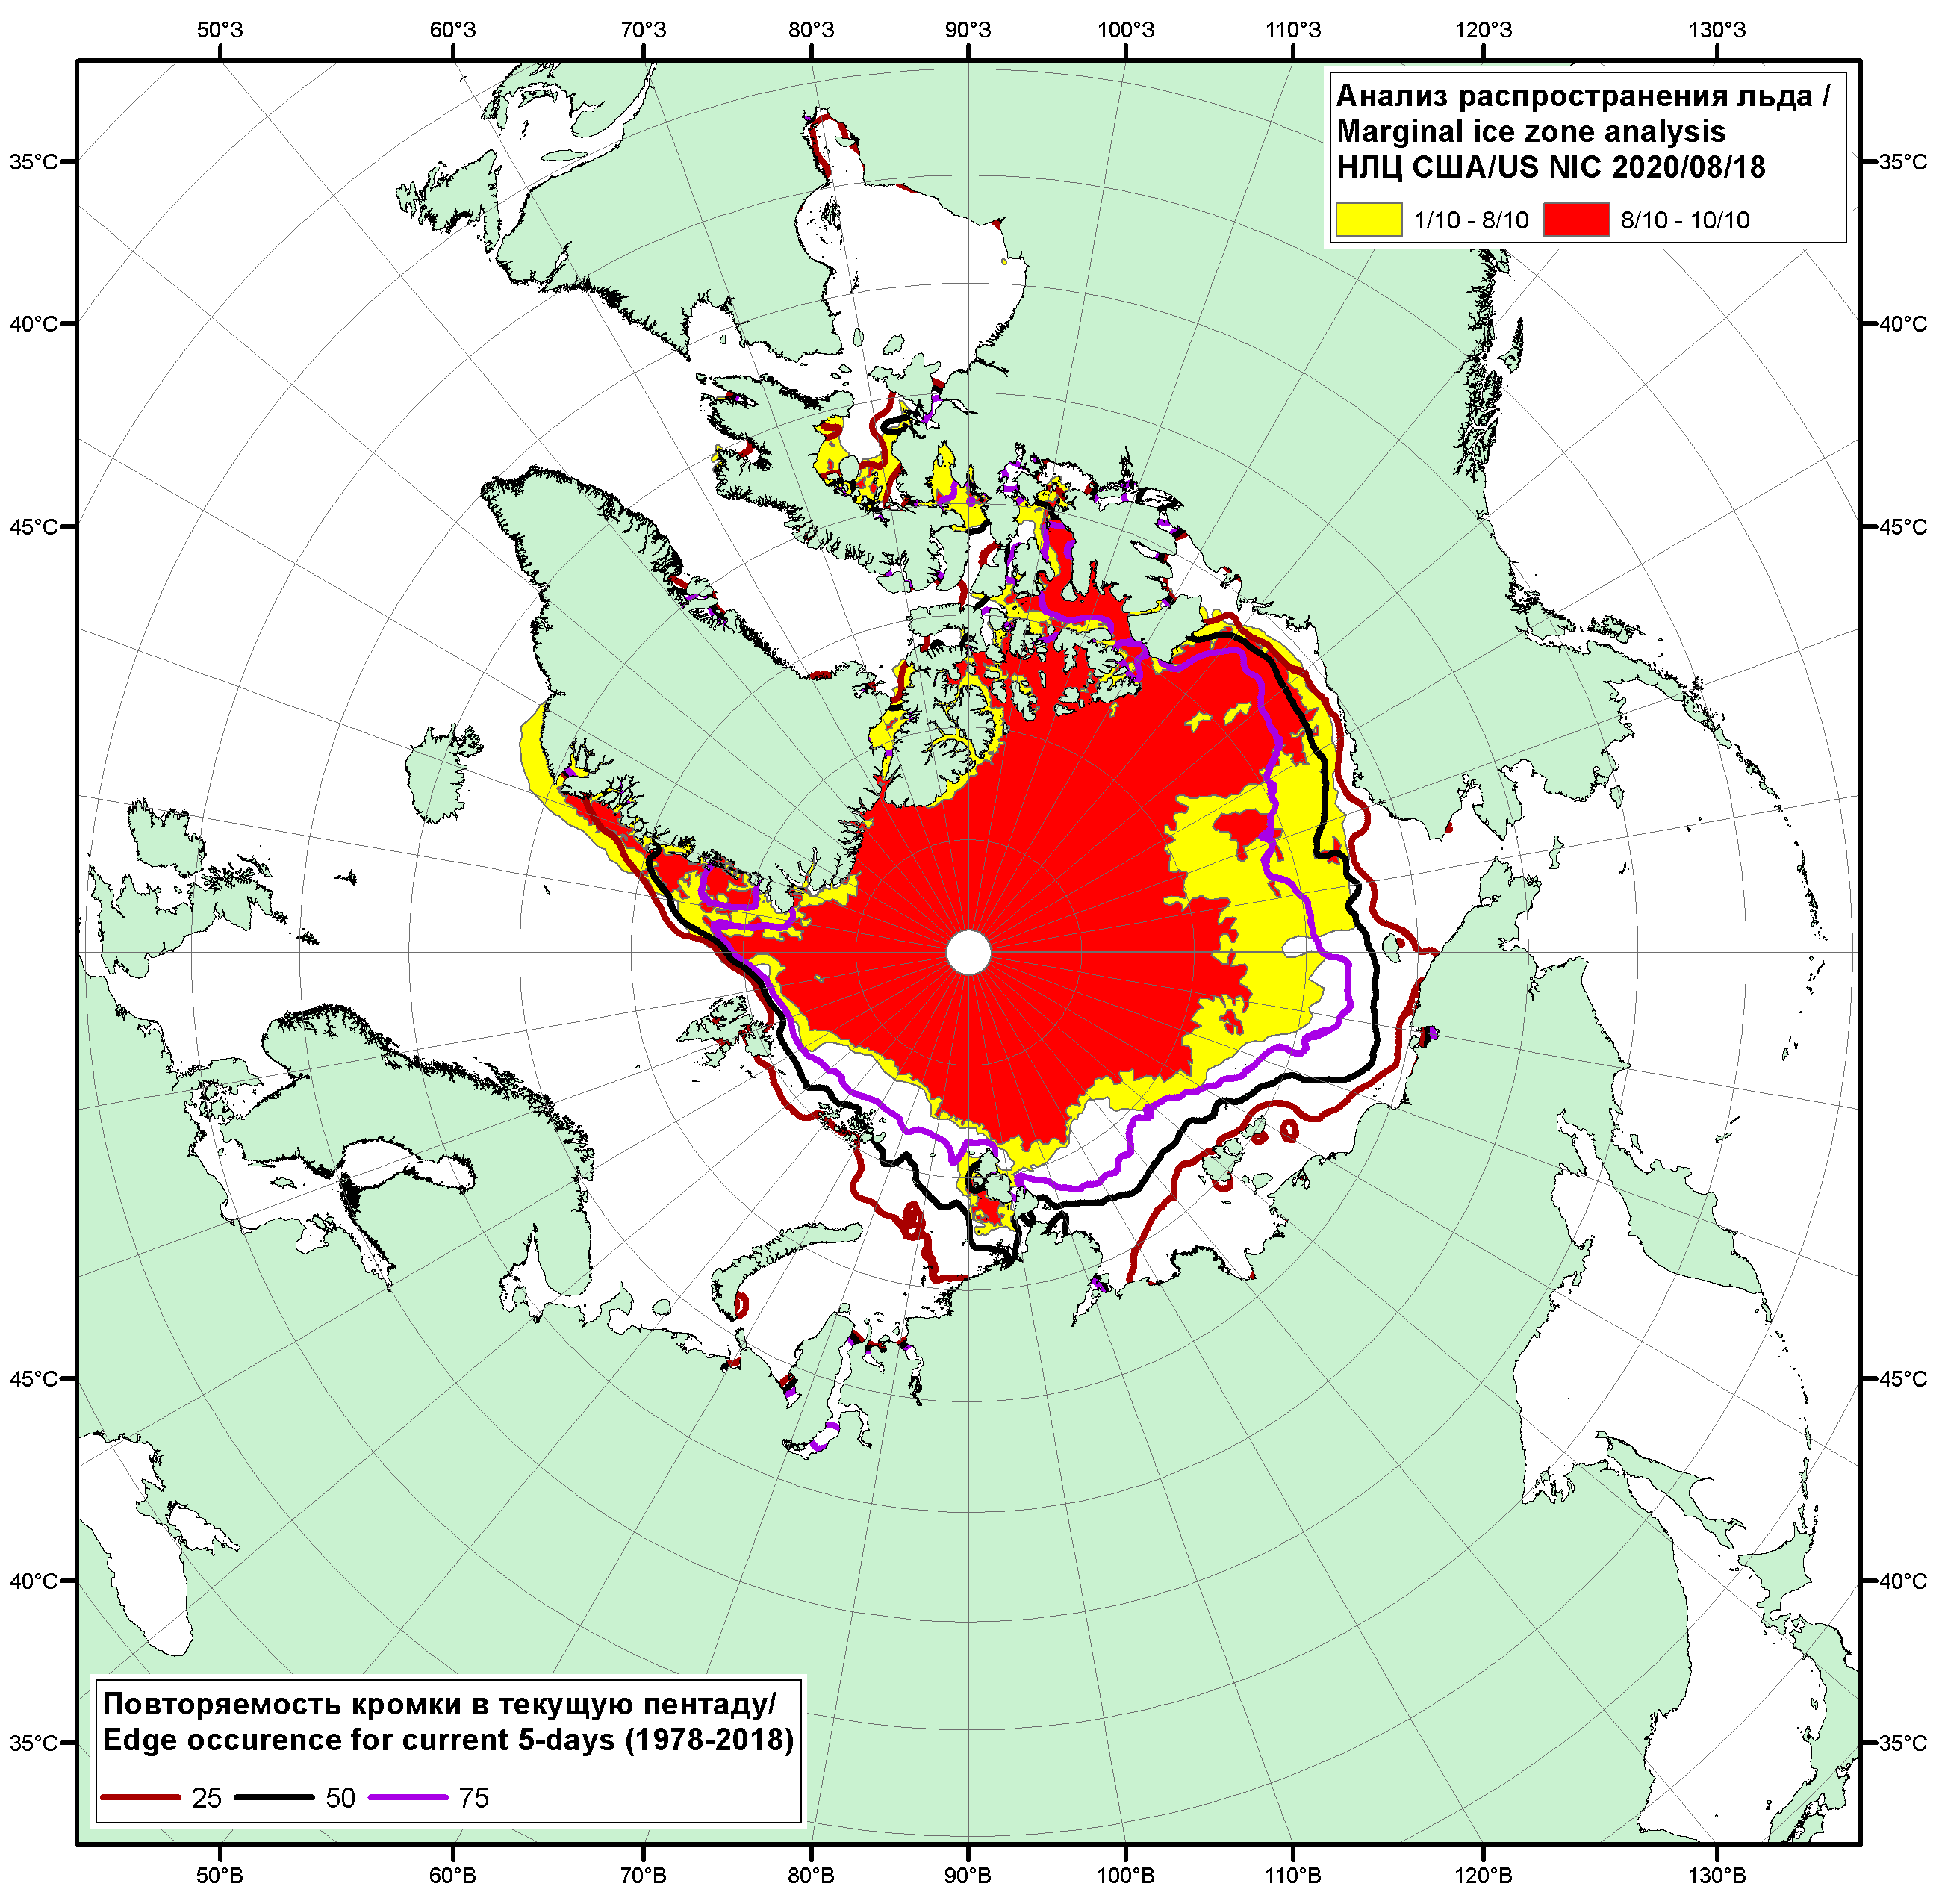 50°З 60°З 70°З 80°З 90°З 100°З 110°З 120°З 130°З
Анализ распространения льда /
Marginal ice zone analysis
НЛЦ США/US NIC 2020/08/18
1/10 - 8/10 8/10 - 10/10
35°С 35°С
40°С 40°С
45°С 45°С
45°С 45°С
40°С 40°С
35°С 35°С
Повторяемость кромки в текущую пентаду/
Edge occurence for current 5-days (1978-2018)
25 50 75
50°В 60°В 70°В 80°В 90°В 100°В 110°В 120°В 130°В